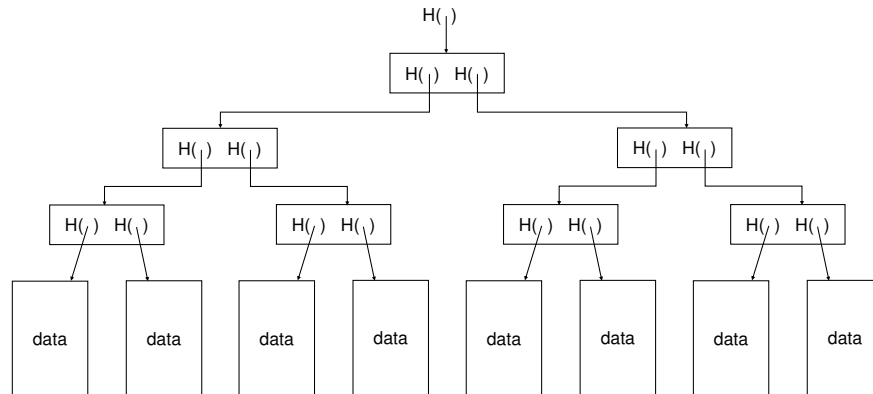 H( )
H( ) H( )
H( ) H( ) H( ) H( )
H( ) H( ) H( ) H( ) H( ) H( ) H( ) H( )
data data data data data data data data